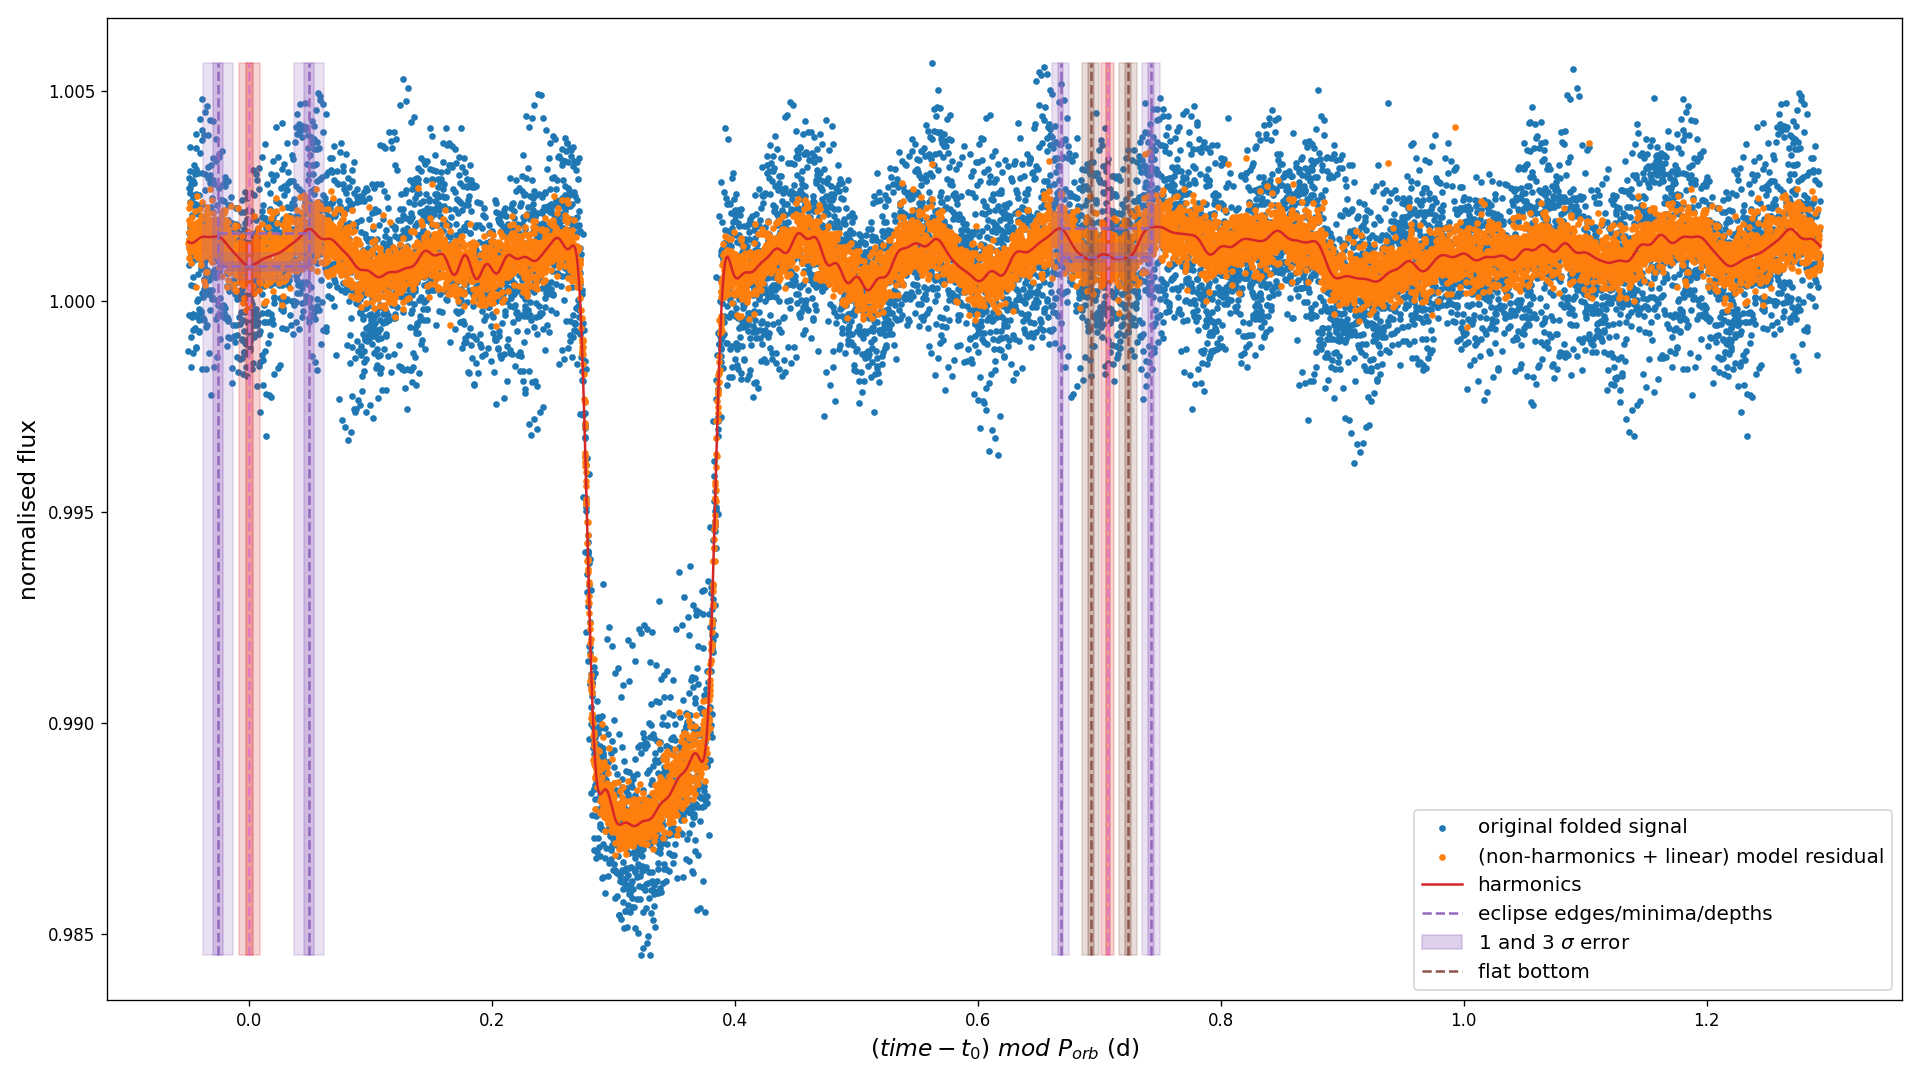 1.005
1.000
0.995
0.990
0.985
normalised flux
0.0 0.2 0.4 0.6 0.8 1.0 1.2
(time − t₀) mod P_orb (d)
original folded signal
(non-harmonics + linear) model residual
harmonics
eclipse edges/minima/depths
1 and 3 σ error
flat bottom